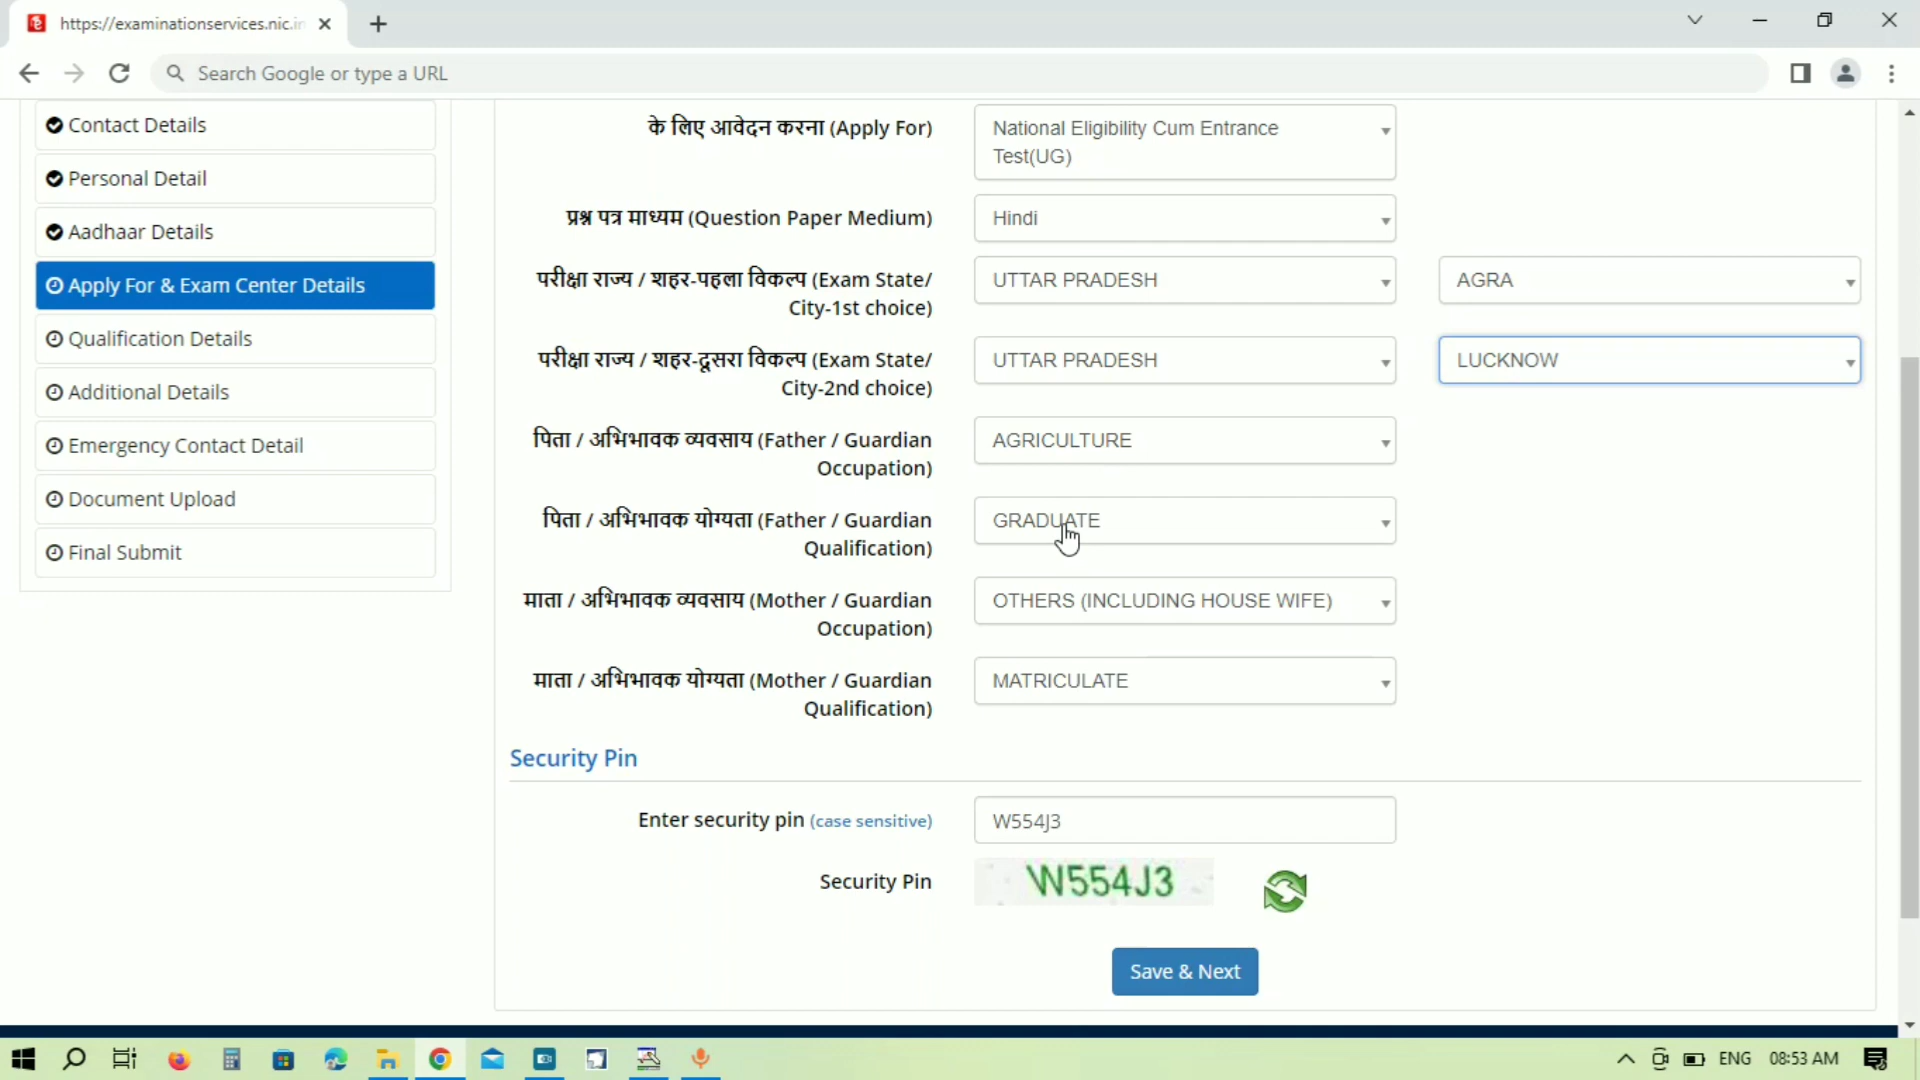 https://examinationservices.nic.in
Search Google or type a URL
Contact Details
Personal Detail
Aadhaar Details
Apply For & Exam Center Details
Qualification Details
Additional Details
Emergency Contact Detail
Document Upload
Final Submit
के लिए आवेदन करना (Apply For)
National Eligibility Cum Entrance
Test(UG)
प्रश्न पत्र माध्यम (Question Paper Medium)
Hindi
परीक्षा राज्य / शहर-पहला विकल्प (Exam State/
City-1st choice)
UTTAR PRADESH
AGRA
परीक्षा राज्य / शहर-दूसरा विकल्प (Exam State/
City-2nd choice)
UTTAR PRADESH
LUCKNOW
पिता / अभिभावक व्यवसाय (Father / Guardian
Occupation)
AGRICULTURE
पिता / अभिभावक योग्यता (Father / Guardian
Qualification)
GRADUATE
माता / अभिभावक व्यवसाय (Mother / Guardian
Occupation)
OTHERS (INCLUDING HOUSE WIFE)
माता / अभिभावक योग्यता (Mother / Guardian
Qualification)
MATRICULATE
Security Pin
Enter security pin (case sensitive)
W554J3
Security Pin
W554J3
Save & Next
ENG
08:53 AM